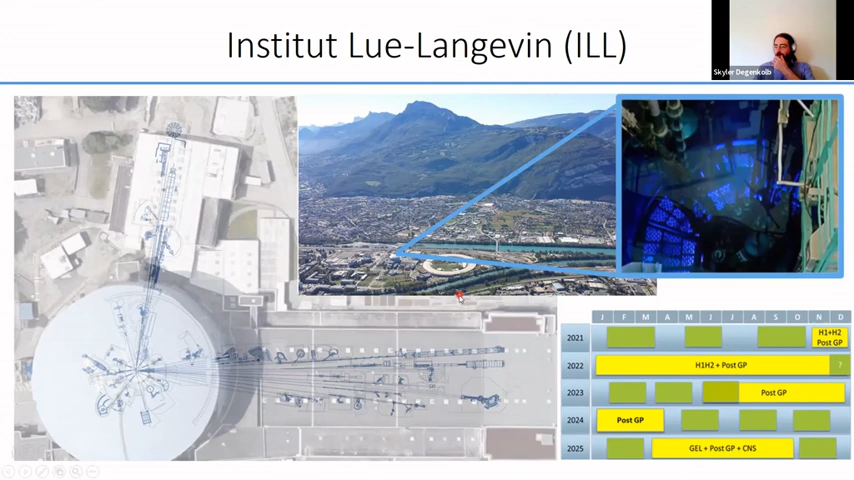 Institut Lue-Langevin (ILL)
Skyler Degenkolb
J F M A M J J A S O N D
2021 H1+H2 Post GP
2022 H1H2 + Post GP ?
2023 Post GP
2024 Post GP
2025 GEL + Post GP + CNS